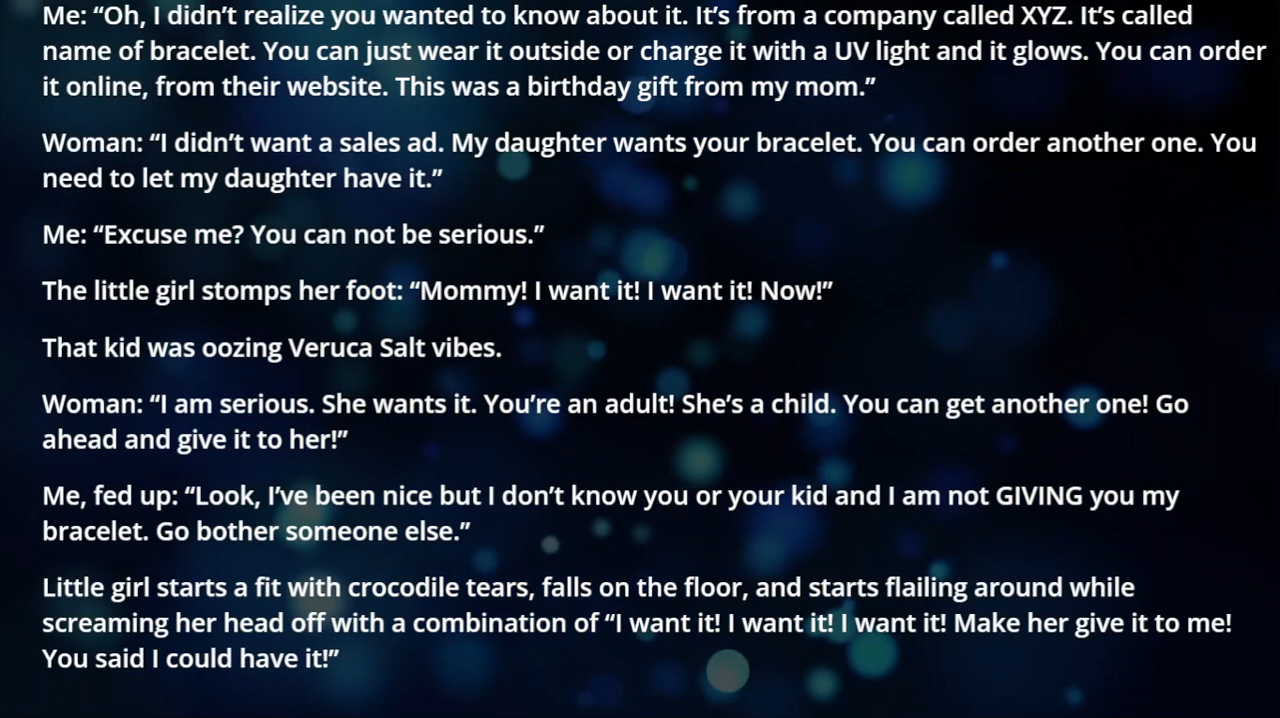 Me: “Oh, I didn’t realize you wanted to know about it. It’s from a company called XYZ. It’s called
name of bracelet. You can just wear it outside or charge it with a UV light and it glows. You can order
it online, from their website. This was a birthday gift from my mom.”
Woman: “I didn’t want a sales ad. My daughter wants your bracelet. You can order another one. You
need to let my daughter have it.”
Me: “Excuse me? You can not be serious.”
The little girl stomps her foot: “Mommy! I want it! I want it! Now!”
That kid was oozing Veruca Salt vibes.
Woman: “I am serious. She wants it. You’re an adult! She’s a child. You can get another one! Go
ahead and give it to her!”
Me, fed up: “Look, I’ve been nice but I don’t know you or your kid and I am not GIVING you my
bracelet. Go bother someone else.”
Little girl starts a fit with crocodile tears, falls on the floor, and starts flailing around while
screaming her head off with a combination of “I want it! I want it! I want it! Make her give it to me!
You said I could have it!”